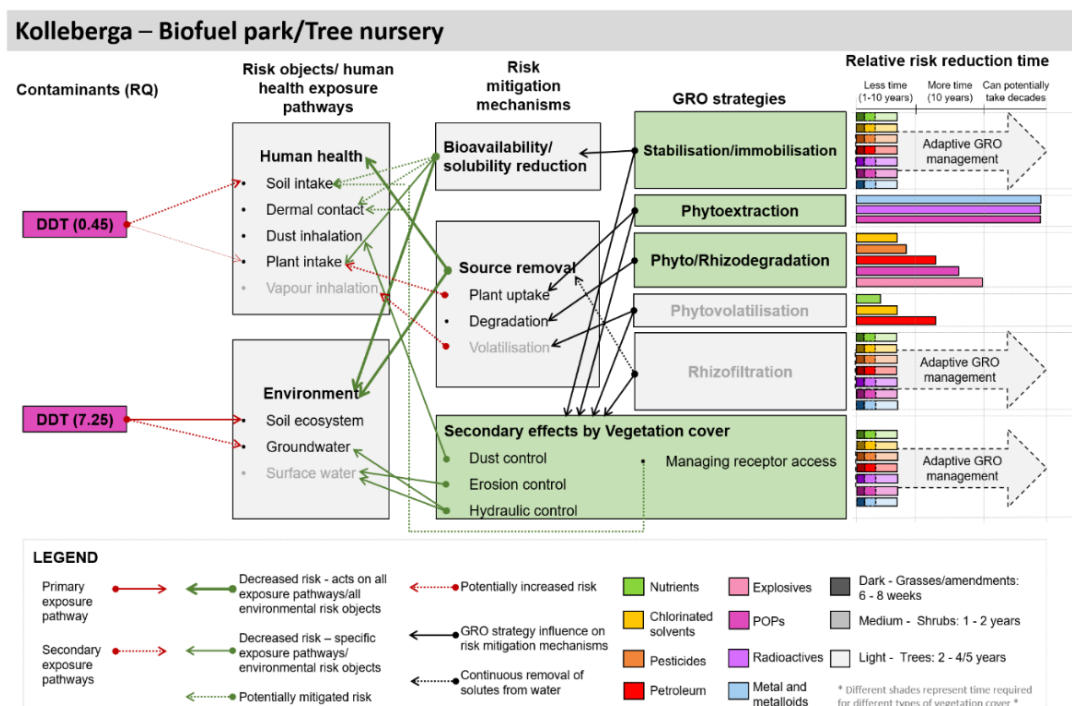 Kolleberga – Biofuel park/Tree nursery
Contaminants (RQ)
Risk objects/ human
health exposure
pathways
Risk
mitigation
mechanisms
GRO strategies
Relative risk reduction time
Less time
(1-10 years)
More time
(10 years)
Can potentially
take decades
DDT (0.45)
DDT (7.25)
Human health
Soil intake
Dermal contact
Dust inhalation
Plant intake
Vapour inhalation
Environment
Soil ecosystem
Groundwater
Surface water
Bioavailability/
solubility reduction
Source removal
Plant uptake
Degradation
Volatilisation
Stabilisation/immobilisation
Phytoextraction
Phyto/Rhizodegradation
Phytovolatilisation
Rhizofiltration
Secondary effects by Vegetation cover
Dust control
Erosion control
Hydraulic control
Managing receptor access
Adaptive GRO
management
Adaptive GRO
management
Adaptive GRO
management
LEGEND
Primary
exposure
pathway
Secondary
exposure
pathways
Decreased risk - acts on all
exposure pathways/all
environmental risk objects
Decreased risk – specific
exposure pathways/
environmental risk objects
Potentially mitigated risk
Potentially increased risk
GRO strategy influence on
risk mitigation mechanisms
Continuous removal of
solutes from water
Nutrients
Chlorinated
solvents
Pesticides
Petroleum
Explosives
POPs
Radioactives
Metal and
metalloids
Dark - Grasses/amendments:
6 - 8 weeks
Medium - Shrubs: 1 - 2 years
Light - Trees: 2 - 4/5 years
* Different shades represent time required
for different types of vegetation cover *